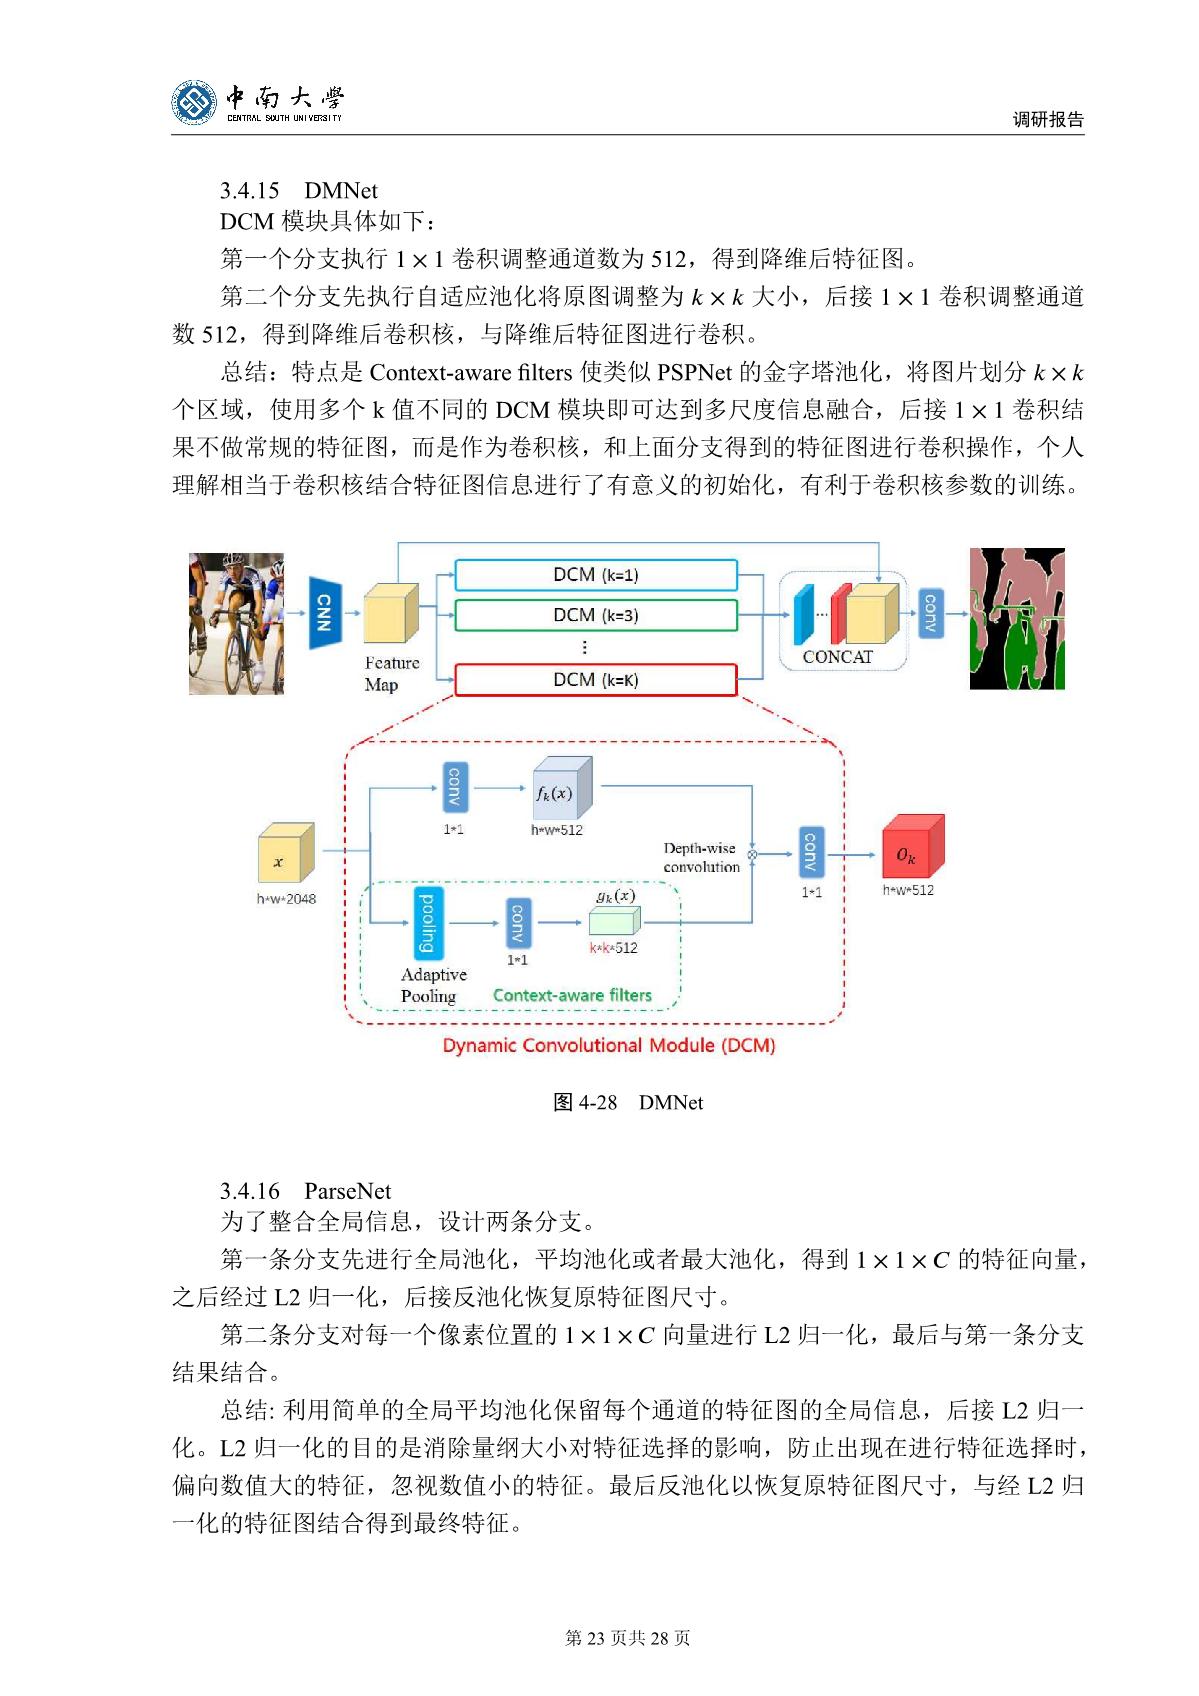 中南大學
CENTRAL SOUTH UNIVERSITY
调研报告
3.4.15 DMNet
DCM 模块具体如下：
第一个分支执行 1 × 1 卷积调整通道数为 512，得到降维后特征图。
第二个分支先执行自适应池化将原图调整为 k × k 大小，后接 1 × 1 卷积调整通道
数 512，得到降维后卷积核，与降维后特征图进行卷积。
总结：特点是 Context-aware filters 使类似 PSPNet 的金字塔池化，将图片划分 k × k
个区域，使用多个 k 值不同的 DCM 模块即可达到多尺度信息融合，后接 1 × 1 卷积结
果不做常规的特征图，而是作为卷积核，和上面分支得到的特征图进行卷积操作，个人
理解相当于卷积核结合特征图信息进行了有意义的初始化，有利于卷积核参数的训练。
CNN
Feature
Map
DCM (k=1)
DCM (k=3)
⋮
DCM (k=K)
...
CONCAT
conv
x
h*w*2048
conv
1*1
fk(x)
h*w*512
Depth-wise
convolution
pooling
Adaptive
Pooling
conv
1*1
gk(x)
k*k*512
Context-aware filters
conv
1*1
Ok
h*w*512
Dynamic Convolutional Module (DCM)
图 4-28 DMNet
3.4.16 ParseNet
为了整合全局信息，设计两条分支。
第一条分支先进行全局池化，平均池化或者最大池化，得到 1 × 1 × C 的特征向量，
之后经过 L2 归一化，后接反池化恢复原特征图尺寸。
第二条分支对每一个像素位置的 1 × 1 × C 向量进行 L2 归一化，最后与第一条分支
结果结合。
总结: 利用简单的全局平均池化保留每个通道的特征图的全局信息，后接 L2 归一
化。L2 归一化的目的是消除量纲大小对特征选择的影响，防止出现在进行特征选择时，
偏向数值大的特征，忽视数值小的特征。最后反池化以恢复原特征图尺寸，与经 L2 归
一化的特征图结合得到最终特征。
第 23 页共 28 页